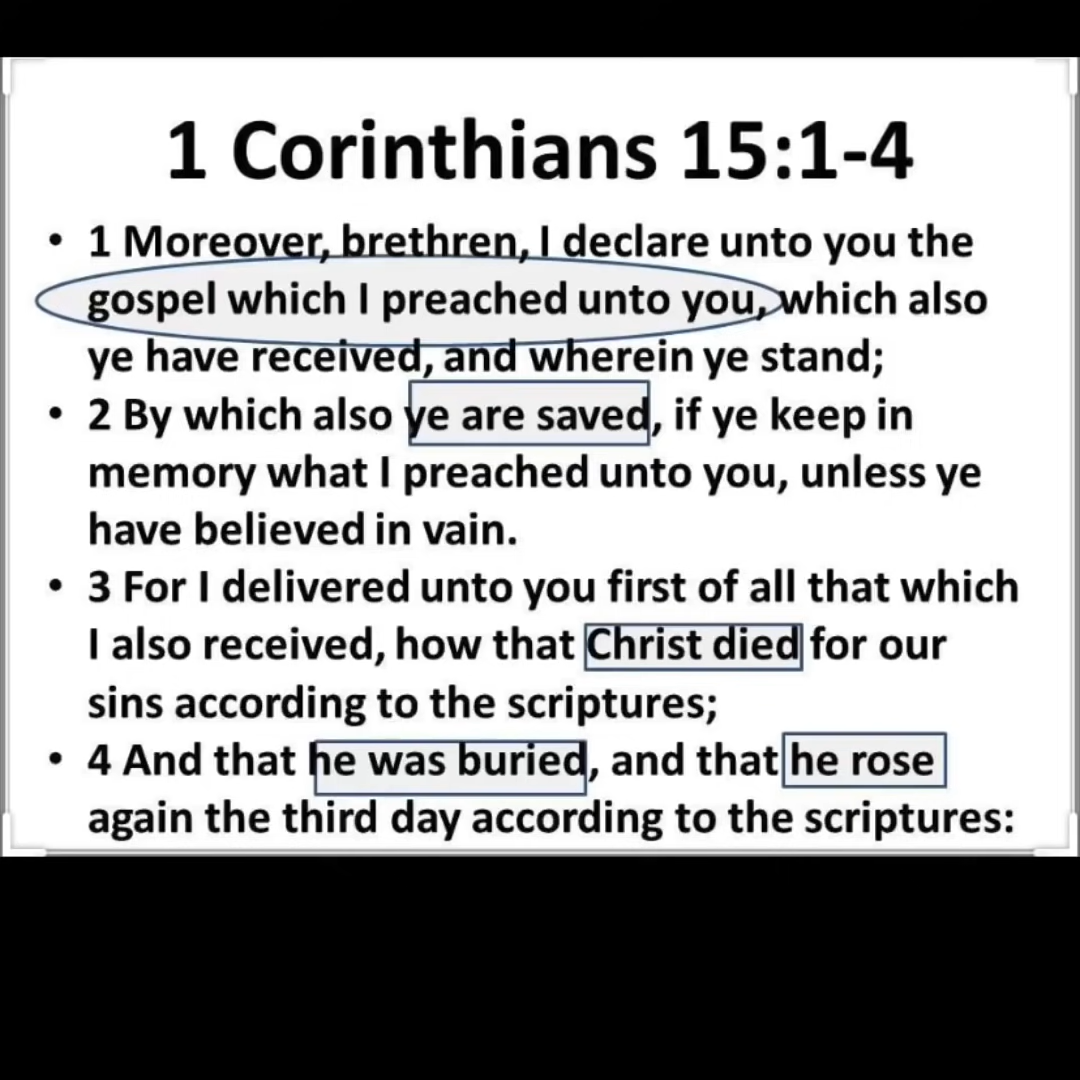 1 Corinthians 15:1-4
• 1 Moreover, brethren, I declare unto you the
gospel which I preached unto you, which also
ye have received, and wherein ye stand;
• 2 By which also ye are saved, if ye keep in
memory what I preached unto you, unless ye
have believed in vain.
• 3 For I delivered unto you first of all that which
I also received, how that Christ died for our
sins according to the scriptures;
• 4 And that he was buried, and that he rose
again the third day according to the scriptures: